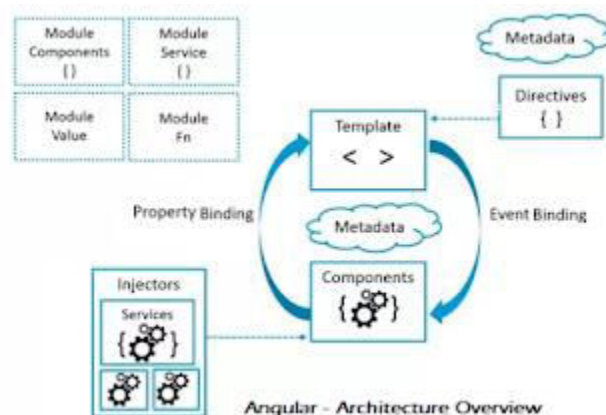 Module
Components
{ }
Module
Service
{ }
Module
Value
Module
Fn
Metadata
Directives
{ }
Template
< >
Property Binding
Event Binding
Metadata
Components
{ }
Injectors
Services
{ }
Angular - Architecture Overview